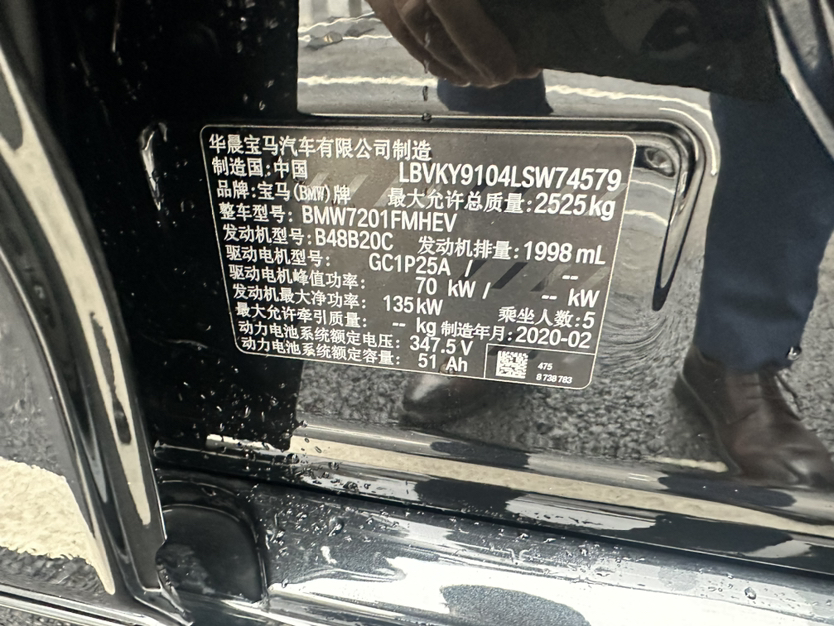 华晨宝马汽车有限公司制造
制造国:中国 LBVKY9104LSW74579
品牌:宝马(BMW)牌 最大允许总质量:2525kg
整车型号:BMW7201FMHEV
发动机型号:B48B20C 发动机排量:1998 mL
驱动电机型号: GC1P25A / --
驱动电机峰值功率: 70 kW / -- kW
发动机最大净功率: 135kW 乘坐人数:5
最大允许牵引质量: -- kg 制造年月:2020-02
动力电池系统额定电压: 347.5 V
动力电池系统额定容量: 51 Ah
475
8 738 783